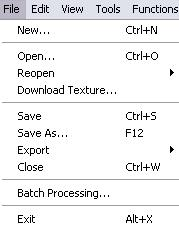 File Edit View Tools Functions
New... Ctrl+N
Open... Ctrl+O
Reopen
Download Texture...
Save Ctrl+S
Save As... F12
Export
Close Ctrl+W
Batch Processing...
Exit Alt+X